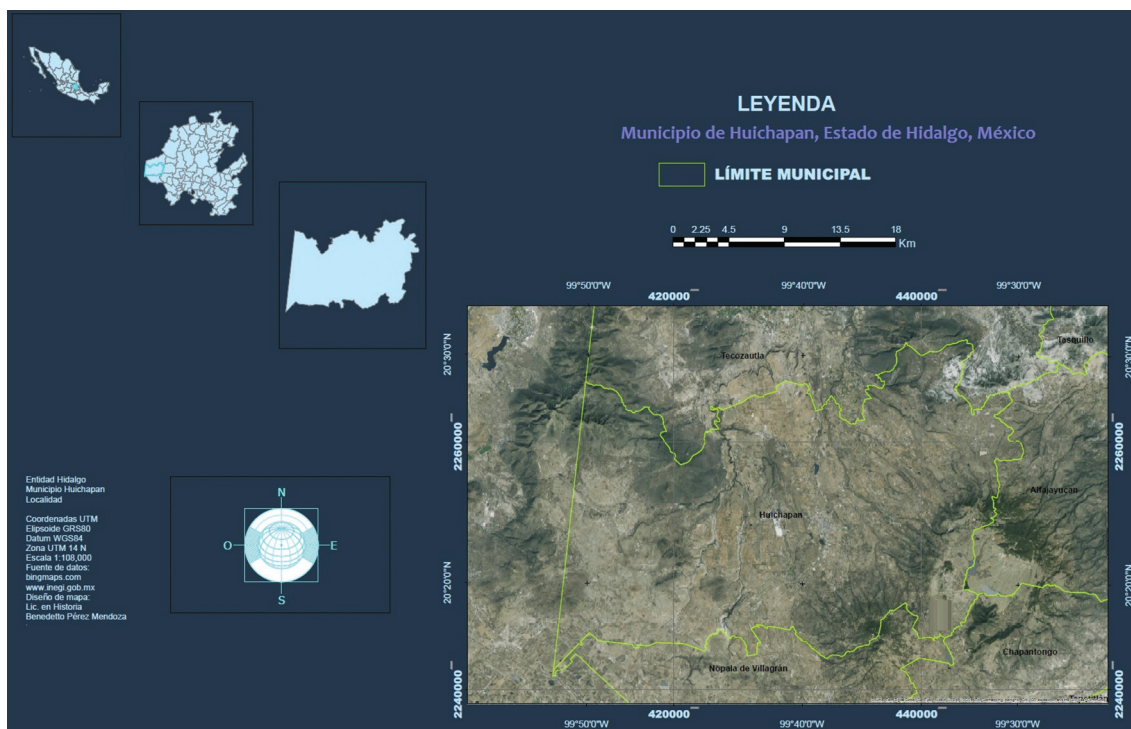 LEYENDA
Municipio de Huichapan, Estado de Hidalgo, México
LÍMITE MUNICIPAL
0 2.25 4.5 9 13.5 18
Km
99°50'0"W 99°40'0"W 99°30'0"W
420000 440000
20°30'0"N
20°30'0"N
Tecozautla
Tasquillo
2260000
2260000
Alfajayucan
Huichapan
20°20'0"N
20°20'0"N
Chapantongo
Nopala de Villagrán
2240000
2240000
420000 440000
99°50'0"W 99°40'0"W 99°30'0"W
Entidad Hidalgo
Municipio Huichapan
Localidad
Coordenadas UTM
Elipsoide GRS80
Datum WGS84
Zona UTM 14 N
Escala 1:108,000
Fuente de datos:
bingmaps.com
www.inegi.gob.mx
Diseño de mapa:
Lic. en Historia
Benedetto Pérez Mendoza
N
O E
S